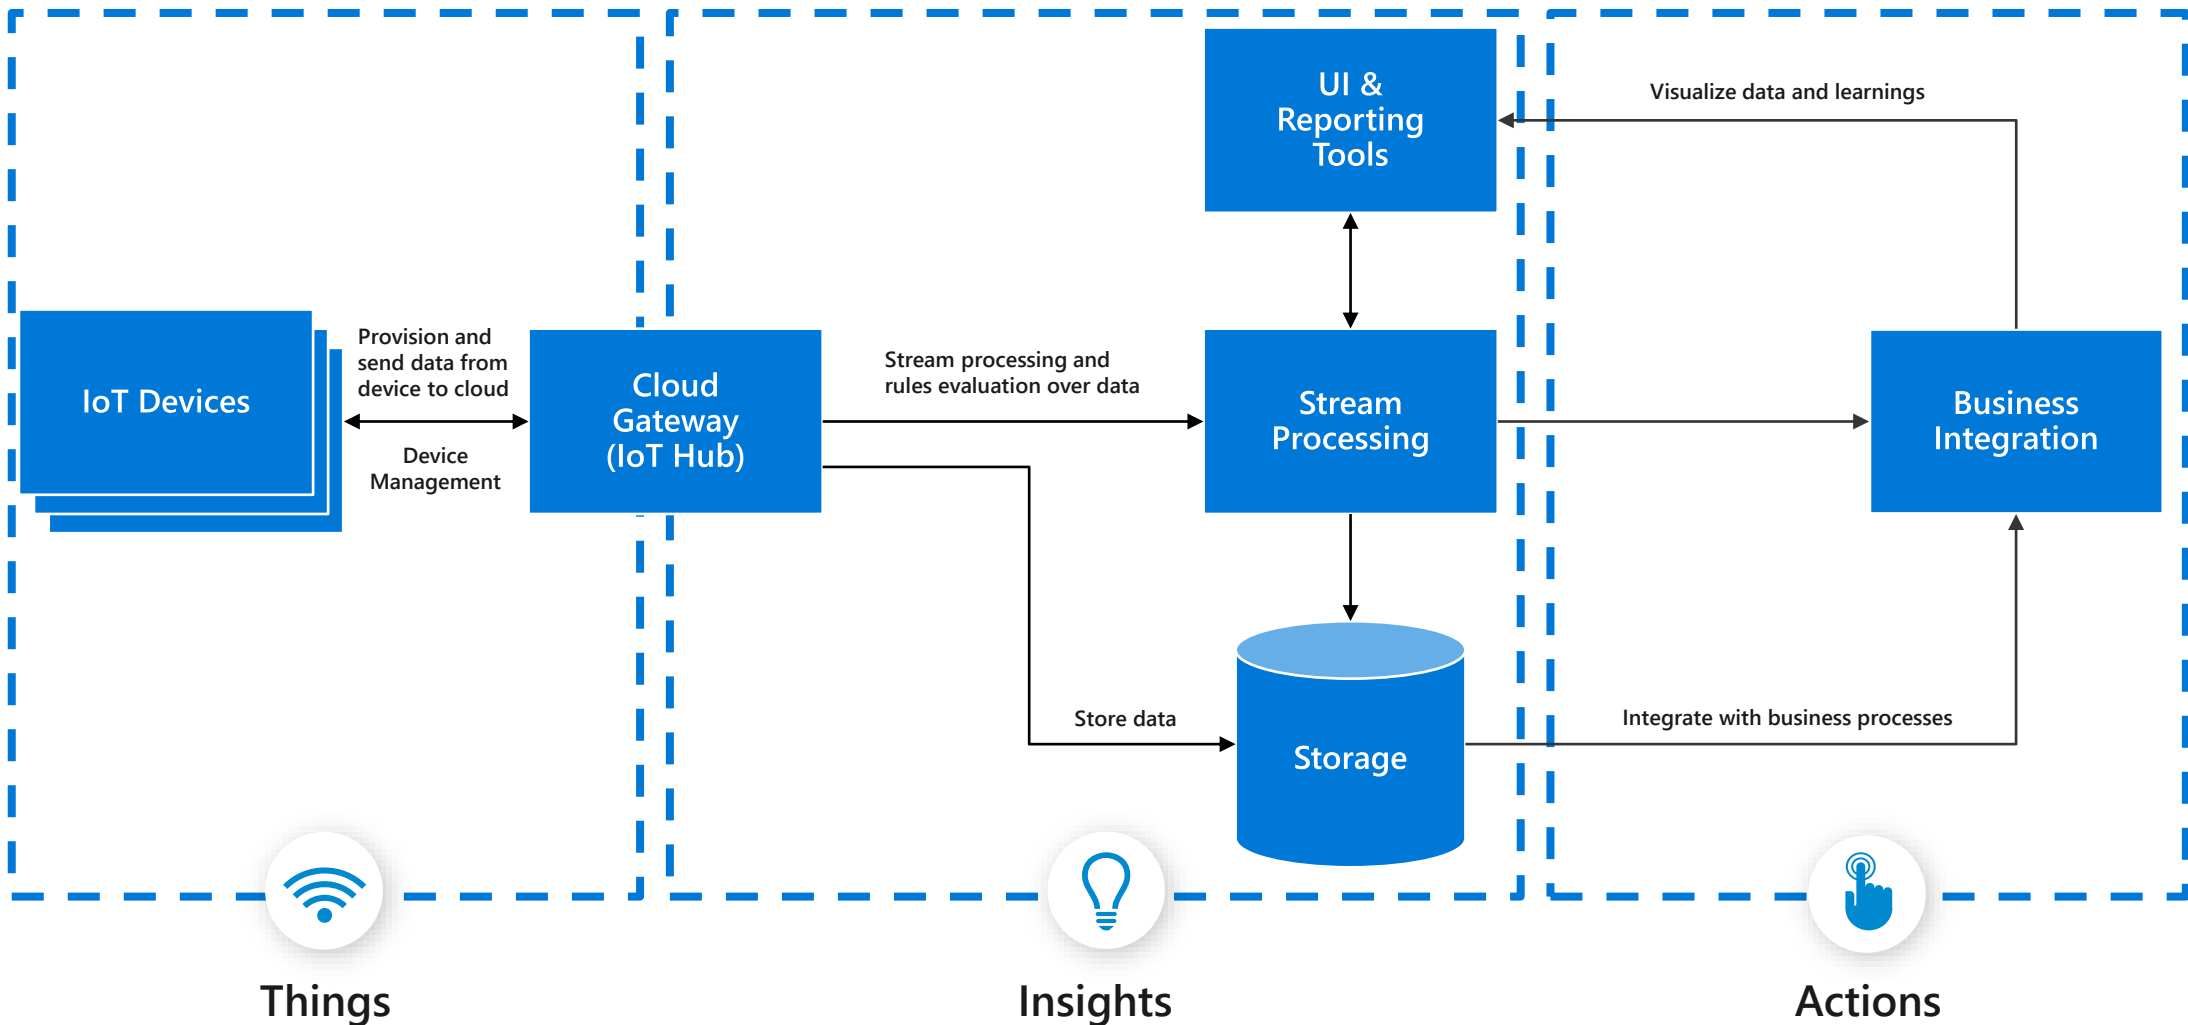 UI &
Reporting
Tools
Visualize data and learnings
IoT Devices
Provision and
send data from
device to cloud
Device
Management
Cloud
Gateway
(IoT Hub)
Stream processing and
rules evaluation over data
Stream
Processing
Business
Integration
Store data
Storage
Integrate with business processes
Things
Insights
Actions